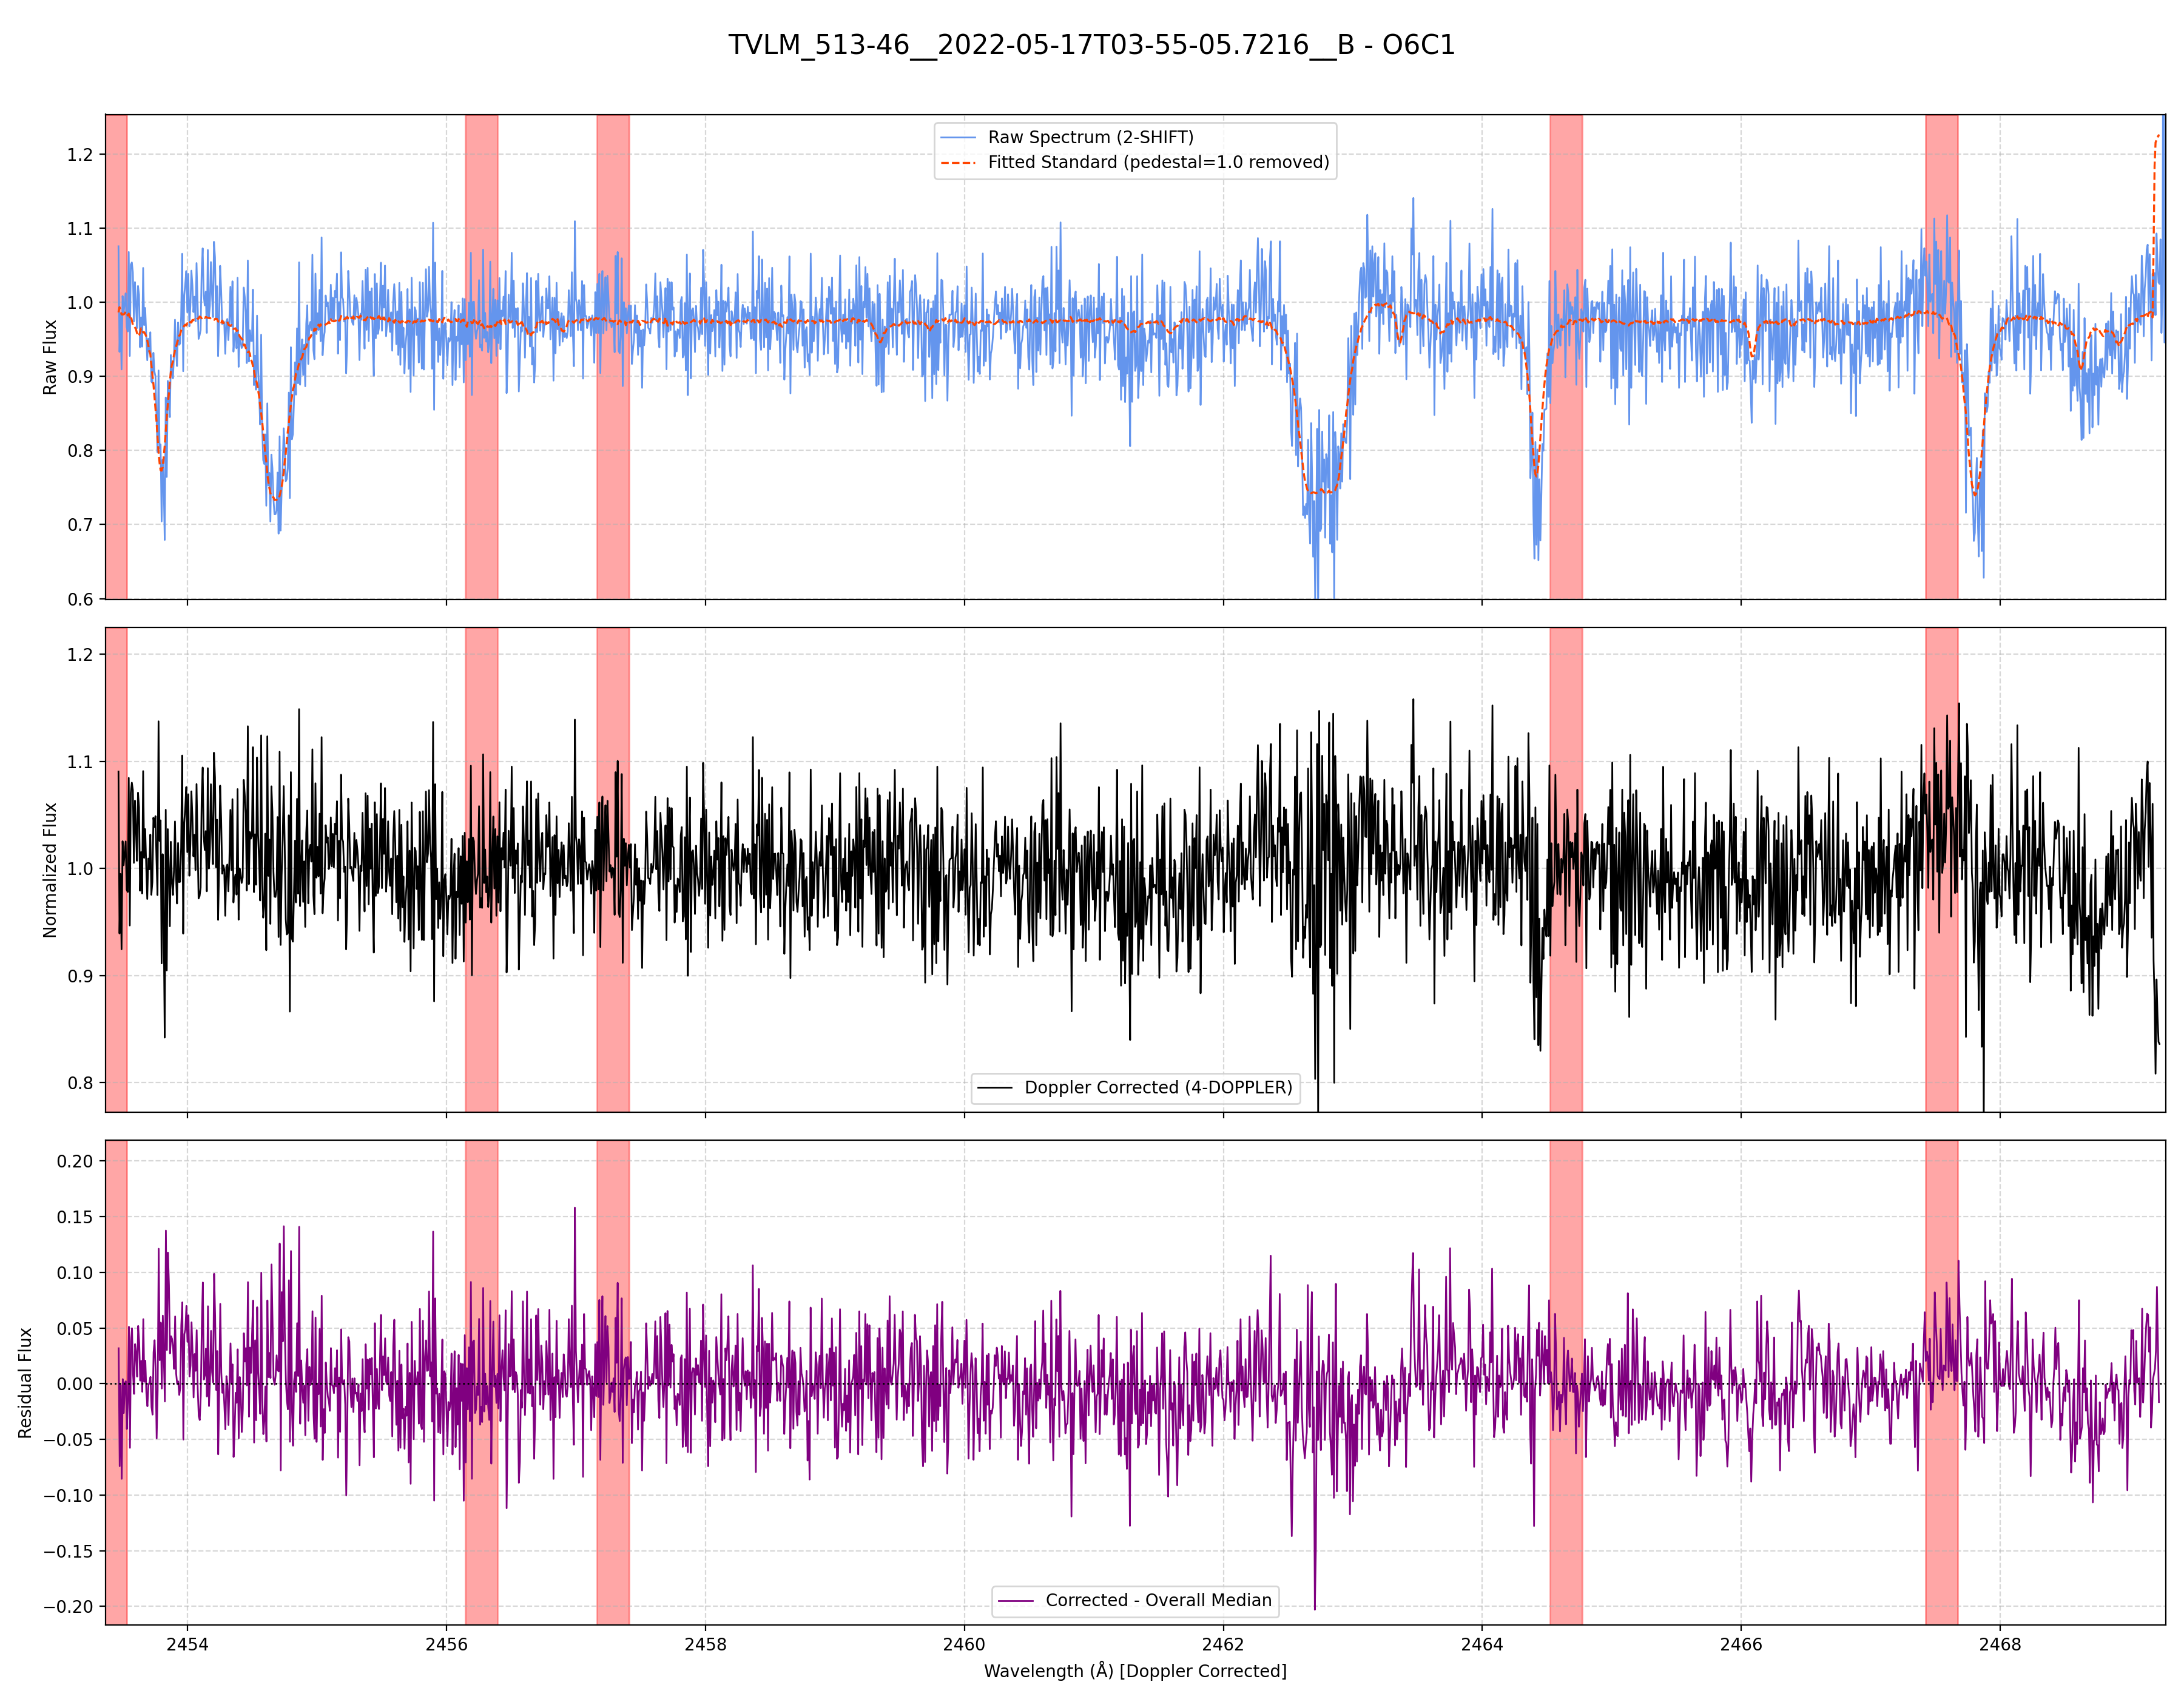 TVLM_513-46__2022-05-17T03-55-05.7216__B - O6C1
Raw Spectrum (2-SHIFT)
Fitted Standard (pedestal=1.0 removed)
1.2
1.1
1.0
0.9
0.8
0.7
0.6
Raw Flux
1.2
1.1
1.0
0.9
0.8
Normalized Flux
Doppler Corrected (4-DOPPLER)
0.20
0.15
0.10
0.05
0.00
−0.05
−0.10
−0.15
−0.20
Residual Flux
Corrected - Overall Median
2454 2456 2458 2460 2462 2464 2466 2468
Wavelength (Å) [Doppler Corrected]